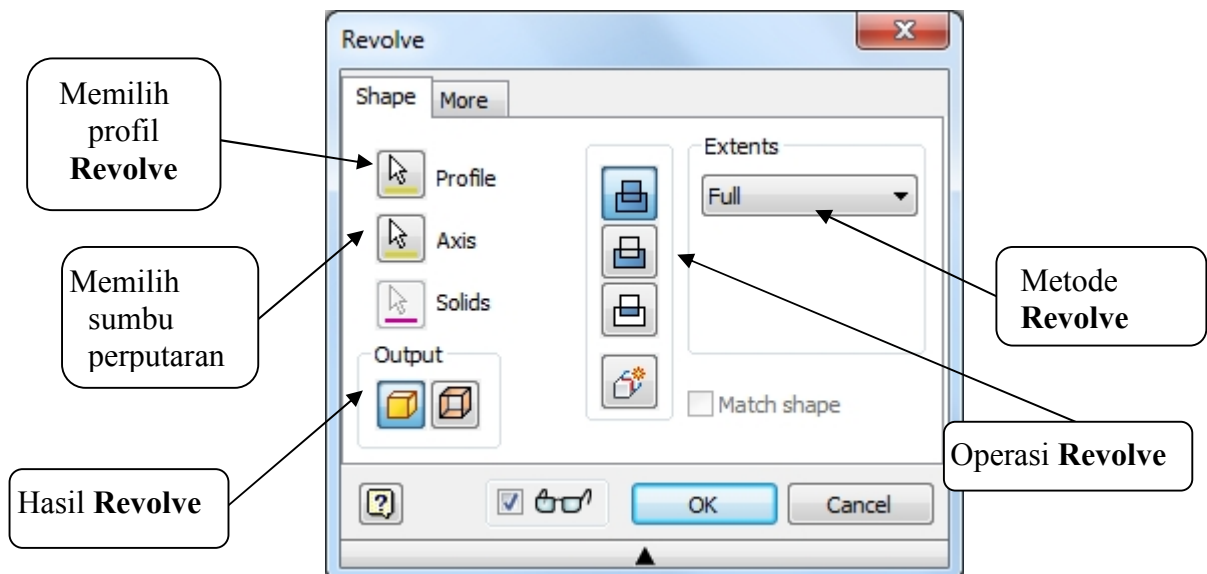 Revolve
Shape
More
Memilih
profil
Revolve
Profile
Extents
Full
Axis
Memilih
sumbu
perputaran
Solids
Metode
Revolve
Output
Match shape
Operasi Revolve
Hasil Revolve
OK
Cancel